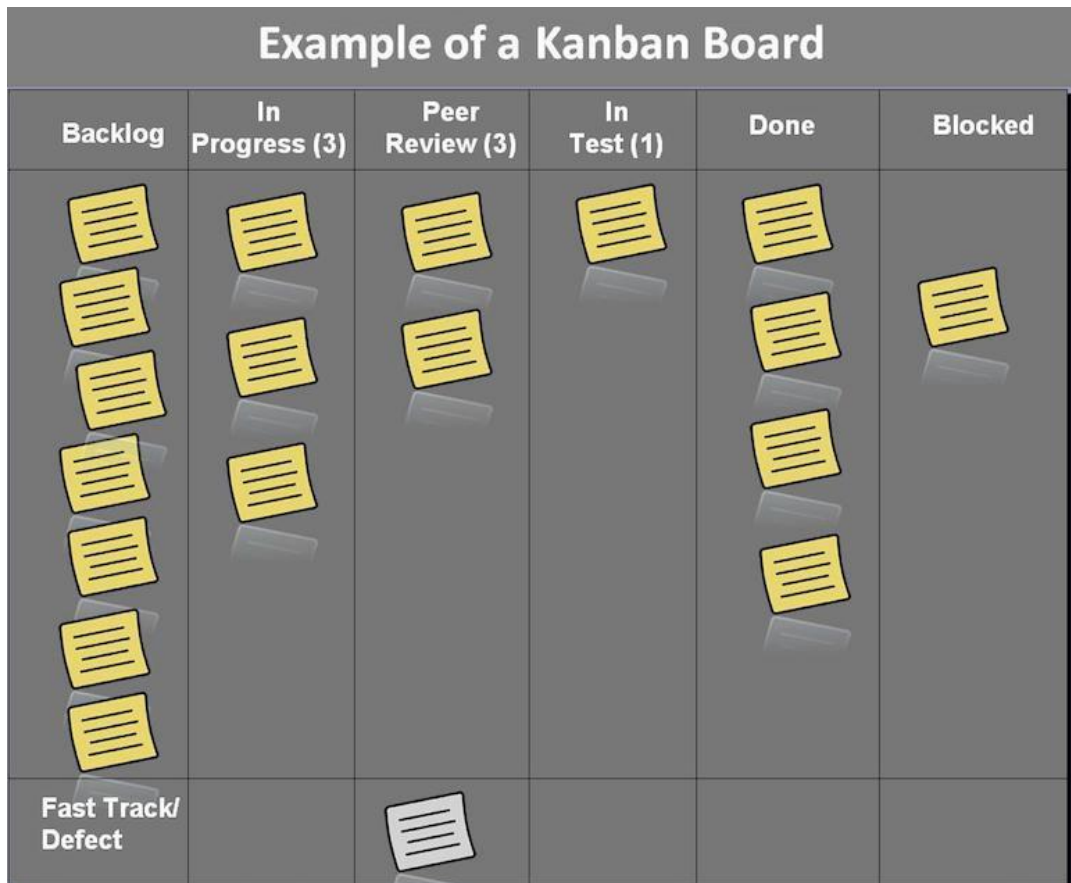 Example of a Kanban Board
Backlog
In
Progress (3)
Peer
Review (3)
In
Test (1)
Done
Blocked
Fast Track/
Defect